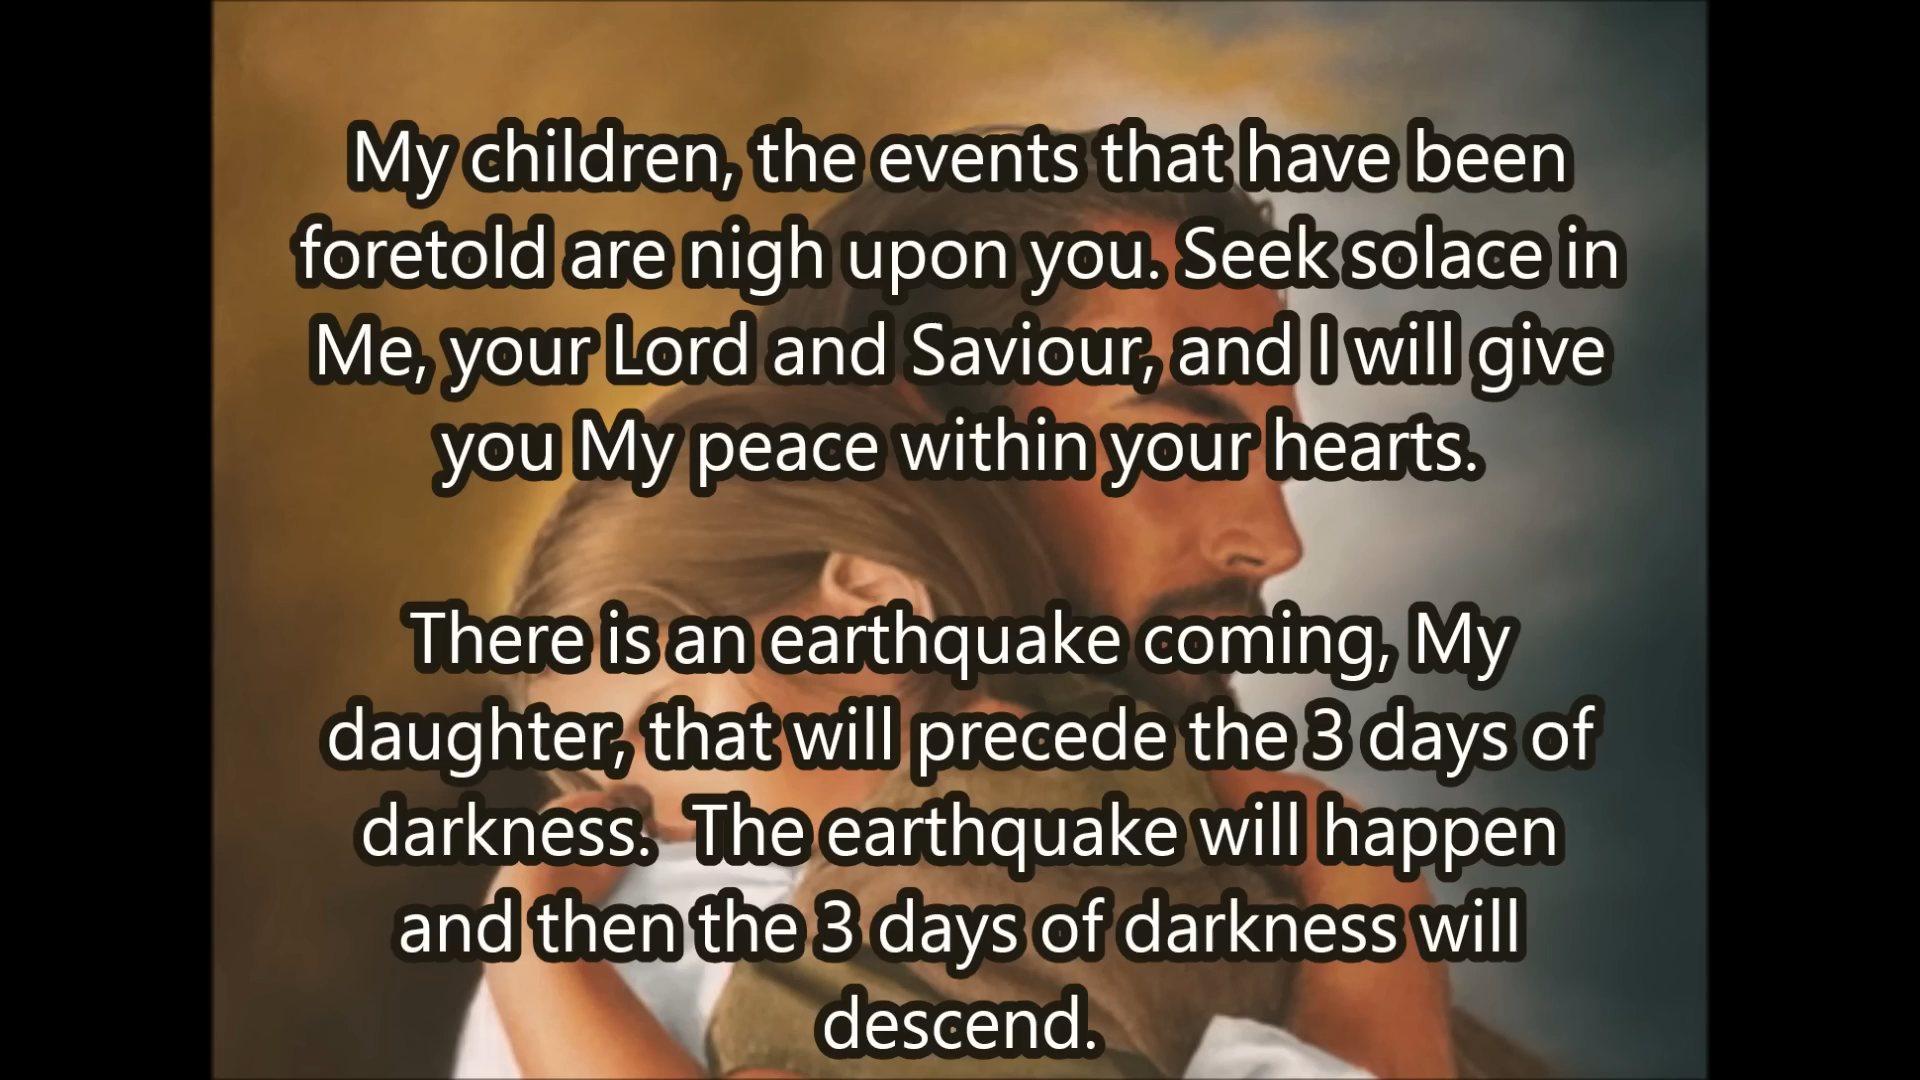 My children, the events that have been
foretold are nigh upon you. Seek solace in
Me, your Lord and Saviour, and I will give
you My peace within your hearts.
There is an earthquake coming, My
daughter, that will precede the 3 days of
darkness.  The earthquake will happen
and then the 3 days of darkness will
descend.